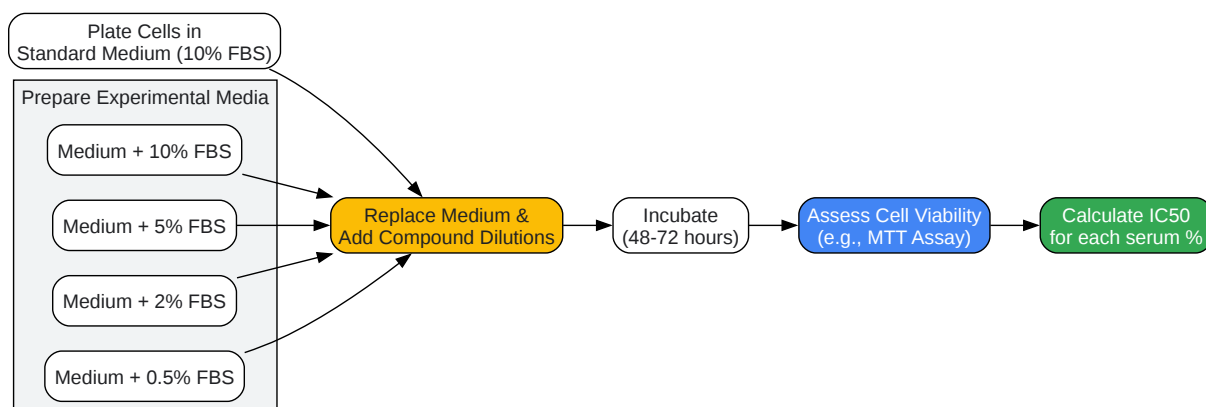 Plate Cells in
Standard Medium (10% FBS)
Prepare Experimental Media
Medium + 10% FBS
Medium + 5% FBS
Medium + 2% FBS
Medium + 0.5% FBS
Replace Medium &
Add Compound Dilutions
Incubate
(48-72 hours)
Assess Cell Viability
(e.g., MTT Assay)
Calculate IC50
for each serum %